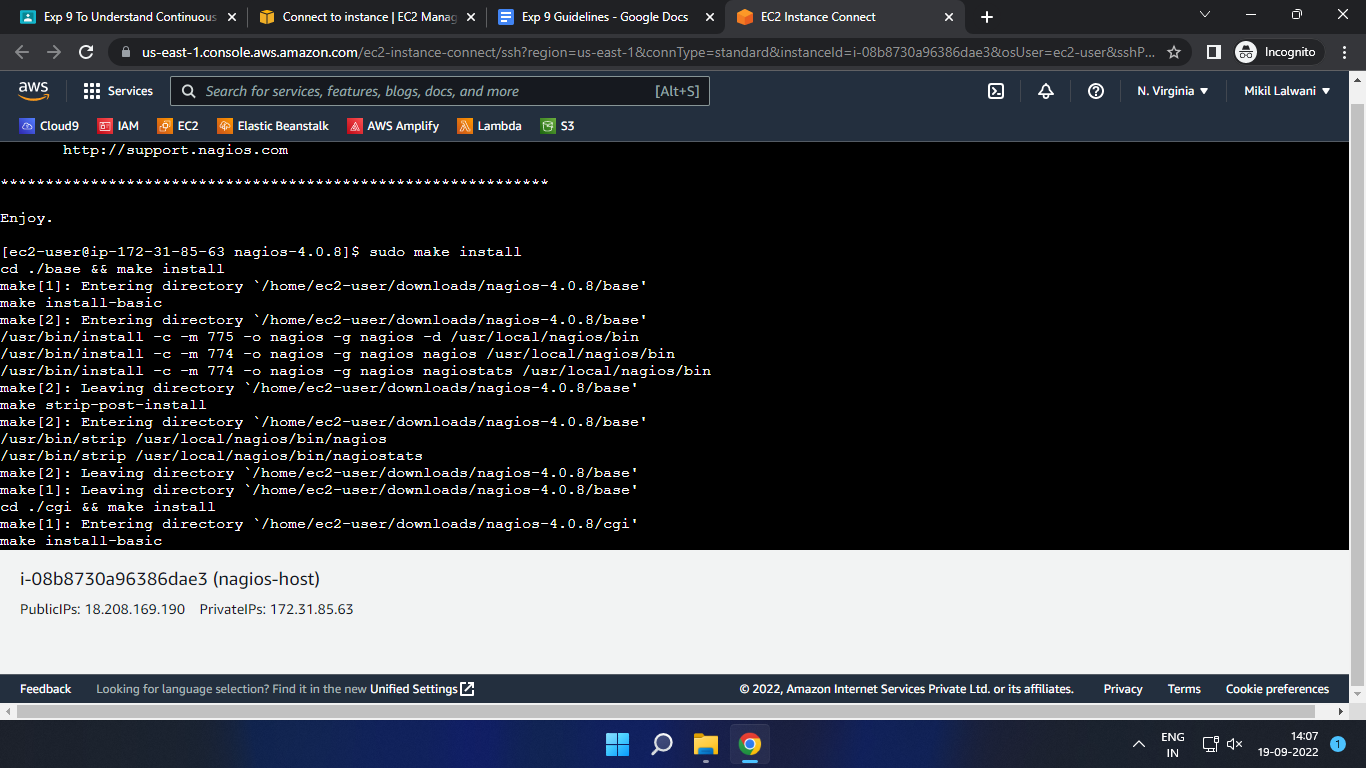 Exp 9 To Understand Continuous
Connect to instance | EC2 Manag
Exp 9 Guidelines - Google Docs
EC2 Instance Connect
us-east-1.console.aws.amazon.com/ec2-instance-connect/ssh?region=us-east-1&connType=standard&instanceId=i-08b8730a96386dae3&osUser=ec2-user&sshP...
Incognito
aws
Services
Search for services, features, blogs, docs, and more
[Alt+S]
N. Virginia
Mikil Lalwani
Cloud9
IAM
EC2
Elastic Beanstalk
AWS Amplify
Lambda
S3
http://support.nagios.com
*************************************************************
Enjoy.
[ec2-user@ip-172-31-85-63 nagios-4.0.8]$ sudo make install
cd ./base && make install
make[1]: Entering directory `/home/ec2-user/downloads/nagios-4.0.8/base'
make install-basic
make[2]: Entering directory `/home/ec2-user/downloads/nagios-4.0.8/base'
/usr/bin/install -c -m 775 -o nagios -g nagios -d /usr/local/nagios/bin
/usr/bin/install -c -m 774 -o nagios -g nagios nagios /usr/local/nagios/bin
/usr/bin/install -c -m 774 -o nagios -g nagios nagiostats /usr/local/nagios/bin
make[2]: Leaving directory `/home/ec2-user/downloads/nagios-4.0.8/base'
make strip-post-install
make[2]: Entering directory `/home/ec2-user/downloads/nagios-4.0.8/base'
/usr/bin/strip /usr/local/nagios/bin/nagios
/usr/bin/strip /usr/local/nagios/bin/nagiostats
make[2]: Leaving directory `/home/ec2-user/downloads/nagios-4.0.8/base'
make[1]: Leaving directory `/home/ec2-user/downloads/nagios-4.0.8/base'
cd ./cgi && make install
make[1]: Entering directory `/home/ec2-user/downloads/nagios-4.0.8/cgi'
make install-basic
i-08b8730a96386dae3 (nagios-host)
PublicIPs: 18.208.169.190 PrivateIPs: 172.31.85.63
Feedback
Looking for language selection? Find it in the new Unified Settings
© 2022, Amazon Internet Services Private Ltd. or its affiliates.
Privacy
Terms
Cookie preferences
ENG
IN
14:07
19-09-2022
1